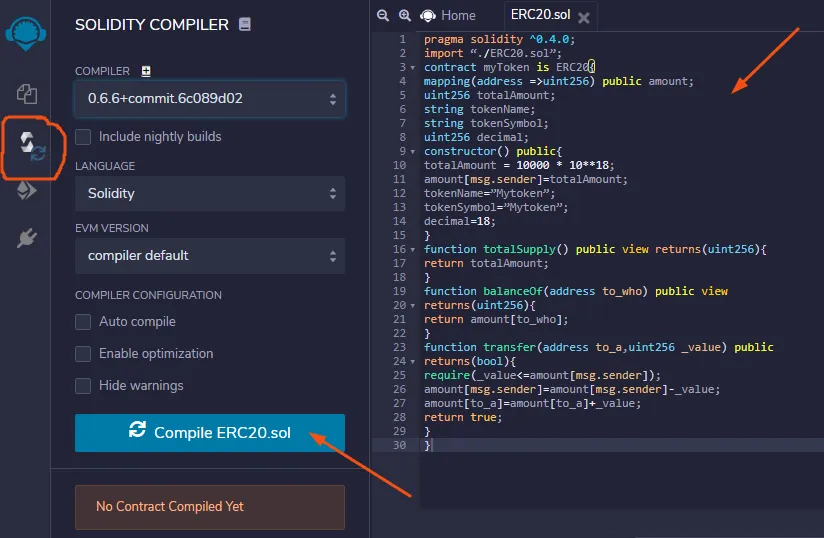 SOLIDITY COMPILER
COMPILER
0.6.6+commit.6c089d02
Include nightly builds
LANGUAGE
Solidity
EVM VERSION
compiler default
COMPILER CONFIGURATION
Auto compile
Enable optimization
Hide warnings
Compile ERC20.sol
No Contract Compiled Yet
Home
ERC20.sol
1 pragma solidity ^0.4.0;
2 import “./ERC20.sol”;
3 contract myToken is ERC20{
4 mapping(address =>uint256) public amount;
5 uint256 totalAmount;
6 string tokenName;
7 string tokenSymbol;
8 uint256 decimal;
9 constructor() public{
10 totalAmount = 10000 * 10**18;
11 amount[msg.sender]=totalAmount;
12 tokenName=”Mytoken”;
13 tokenSymbol=”Mytoken”;
14 decimal=18;
15 }
16 function totalSupply() public view returns(uint256){
17 return totalAmount;
18 }
19 function balanceOf(address to_who) public view
20 returns(uint256){
21 return amount[to_who];
22 }
23 function transfer(address to_a,uint256 _value) public
24 returns(bool){
25 require(_value<=amount[msg.sender]);
26 amount[msg.sender]=amount[msg.sender]-_value;
27 amount[to_a]=amount[to_a]+_value;
28 return true;
29 }
30 }